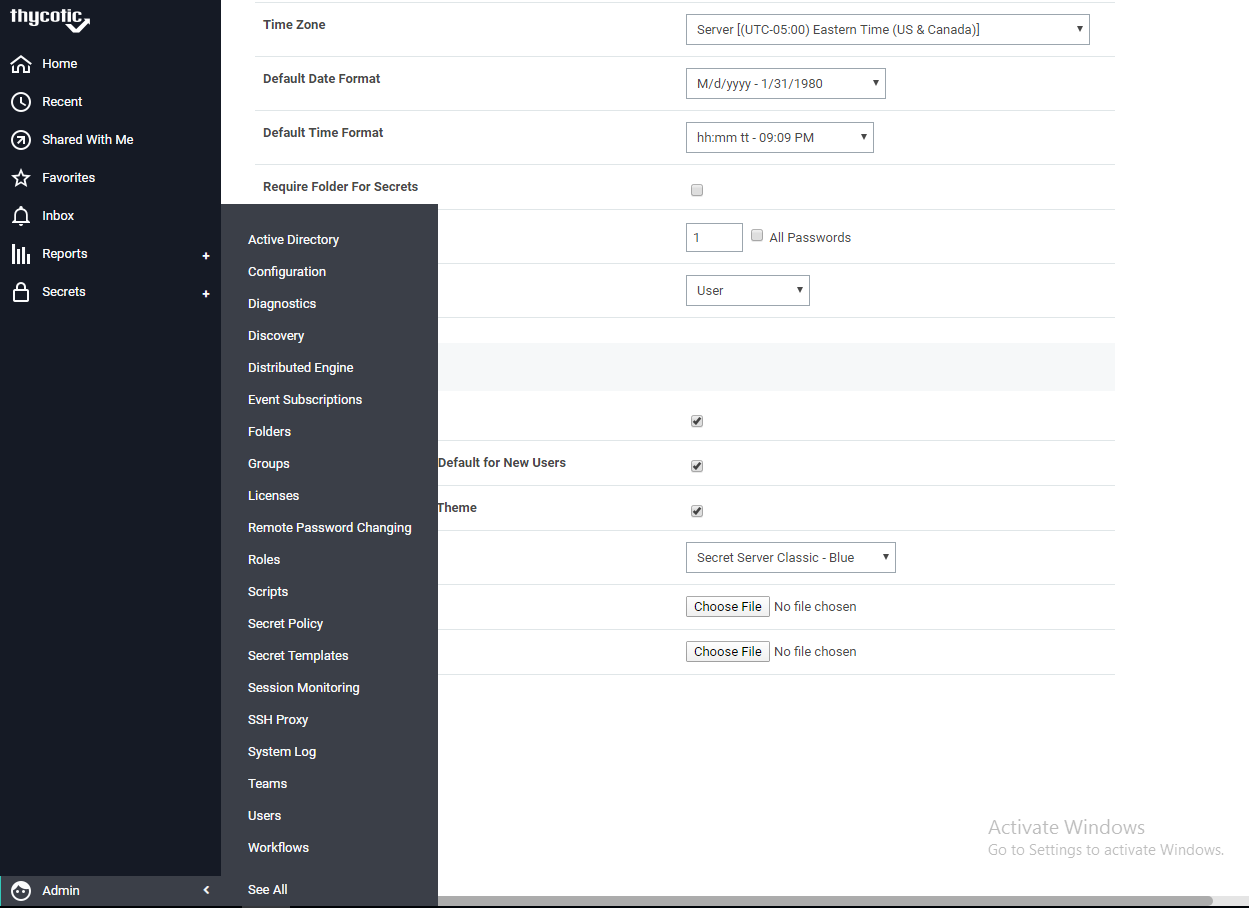 thycotic
Home
Recent
Shared With Me
Favorites
Inbox
Reports +
Secrets +
Admin
Active Directory
Configuration
Diagnostics
Discovery
Distributed Engine
Event Subscriptions
Folders
Groups
Licenses
Remote Password Changing
Roles
Scripts
Secret Policy
Secret Templates
Session Monitoring
SSH Proxy
System Log
Teams
Users
Workflows
See All
Time Zone Server [(UTC-05:00) Eastern Time (US & Canada)]
Default Date Format M/d/yyyy - 1/31/1980
Default Time Format hh:mm tt - 09:09 PM
Require Folder For Secrets
1 All Passwords
User
Default for New Users
Theme
Secret Server Classic - Blue
Choose File No file chosen
Choose File No file chosen
Activate Windows
Go to Settings to activate Windows.